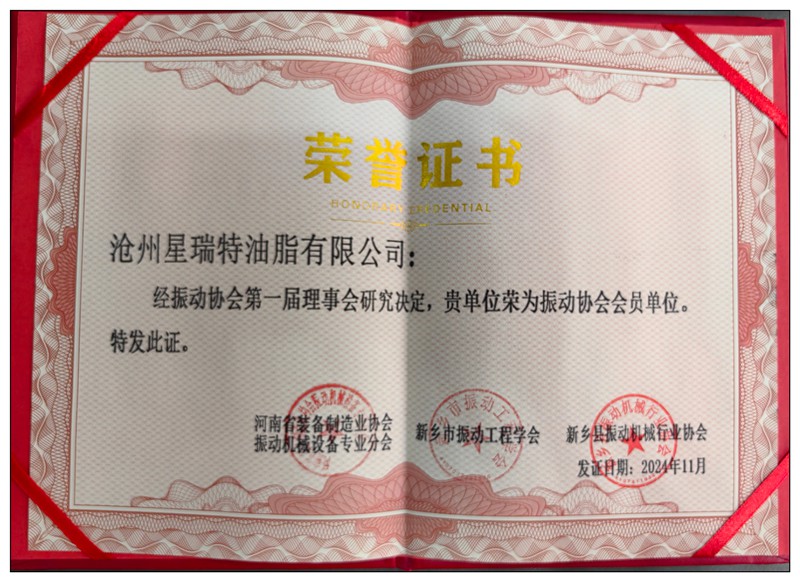 荣誉证书
HONORARY CREDENTIAL
沧州星瑞特油脂有限公司：
经振动协会第一届理事会研究决定，贵单位荣为振动协会会员单位。
特发此证。
河南省装备制造业协会
振动机械设备专业分会
新乡市振动工程学会
新乡县振动机械行业协会
发证日期：2024年11月